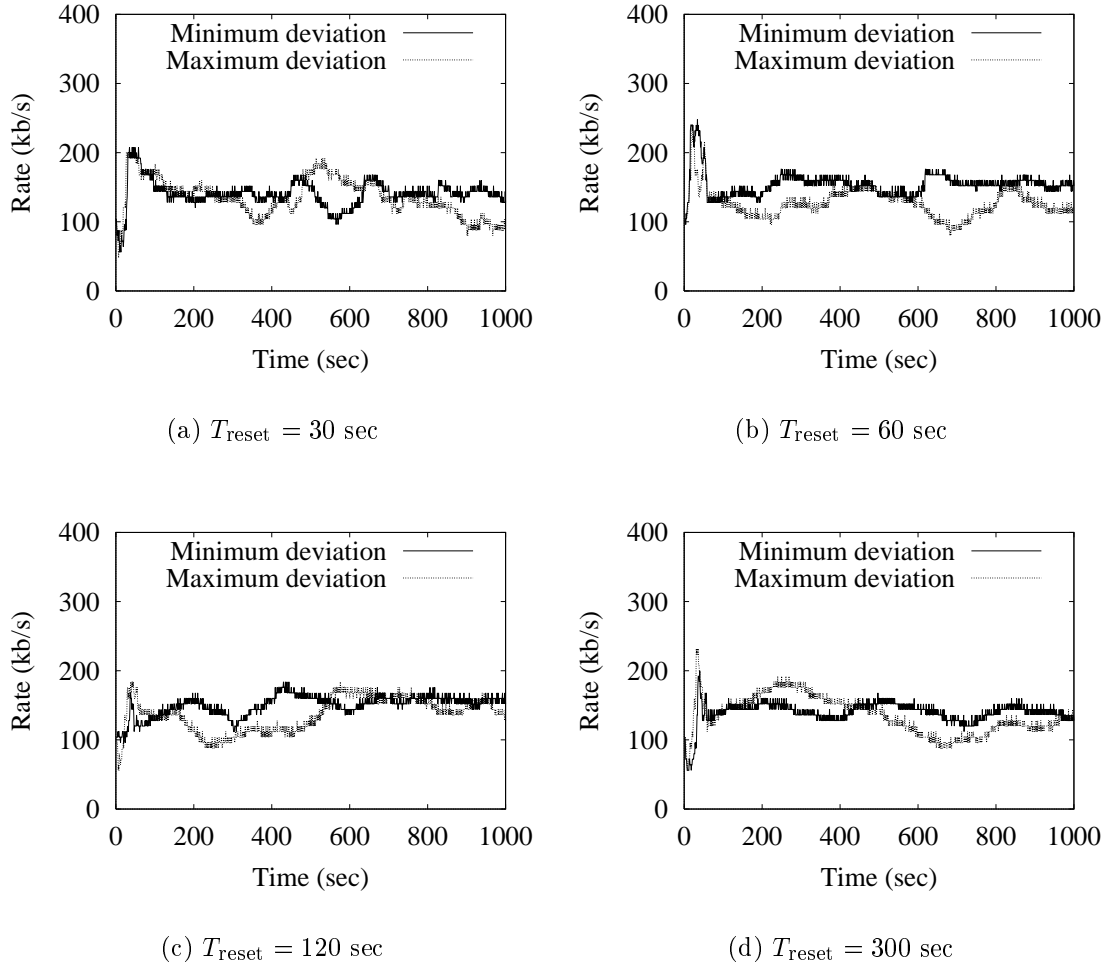 400
300
200
100
0
Rate (kb/s)
Minimum deviation
Maximum deviation
0 200 400 600 800 1000
Time (sec)
(a) T_reset = 30 sec
400
300
200
100
0
Rate (kb/s)
Minimum deviation
Maximum deviation
0 200 400 600 800 1000
Time (sec)
(b) T_reset = 60 sec
400
300
200
100
0
Rate (kb/s)
Minimum deviation
Maximum deviation
0 200 400 600 800 1000
Time (sec)
(c) T_reset = 120 sec
400
300
200
100
0
Rate (kb/s)
Minimum deviation
Maximum deviation
0 200 400 600 800 1000
Time (sec)
(d) T_reset = 300 sec